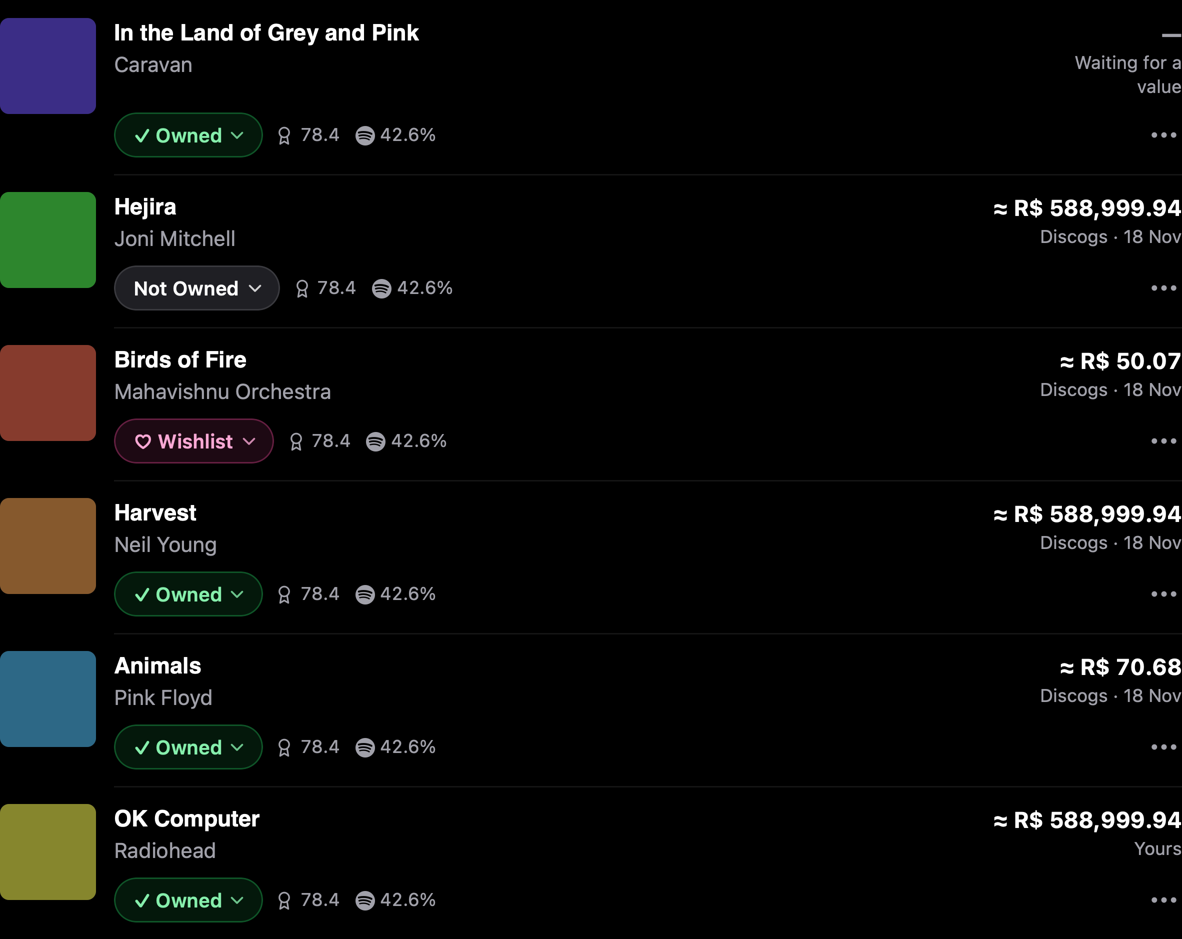 In the Land of Grey and Pink
—
Caravan
Waiting for a
value
✓ Owned
78.4
42.6%
•••
Hejira
≈ R$ 588,999.94
Joni Mitchell
Discogs · 18 Nov
Not Owned
78.4
42.6%
•••
Birds of Fire
≈ R$ 50.07
Mahavishnu Orchestra
Discogs · 18 Nov
♡ Wishlist
78.4
42.6%
•••
Harvest
≈ R$ 588,999.94
Neil Young
Discogs · 18 Nov
✓ Owned
78.4
42.6%
•••
Animals
≈ R$ 70.68
Pink Floyd
Discogs · 18 Nov
✓ Owned
78.4
42.6%
•••
OK Computer
≈ R$ 588,999.94
Radiohead
Yours
✓ Owned
78.4
42.6%
•••